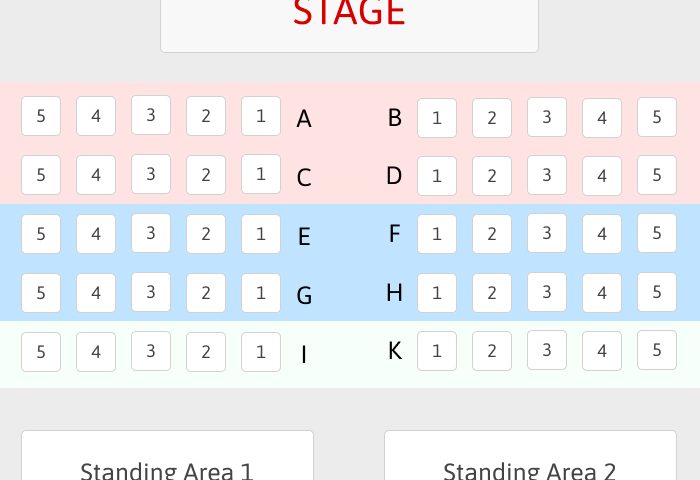 STAGE
5 4 3 2 1 A B 1 2 3 4 5
5 4 3 2 1 C D 1 2 3 4 5
5 4 3 2 1 E F 1 2 3 4 5
5 4 3 2 1 G H 1 2 3 4 5
5 4 3 2 1 I K 1 2 3 4 5
Standing Area 1 Standing Area 2